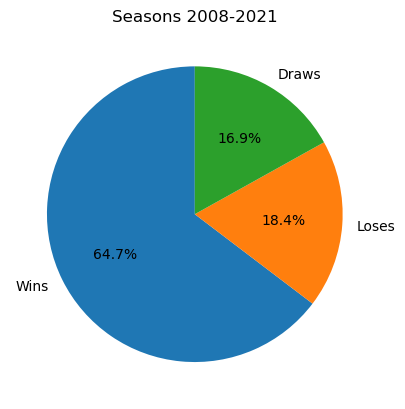 Seasons 2008-2021
Draws
16.9%
18.4%
Loses
64.7%
Wins